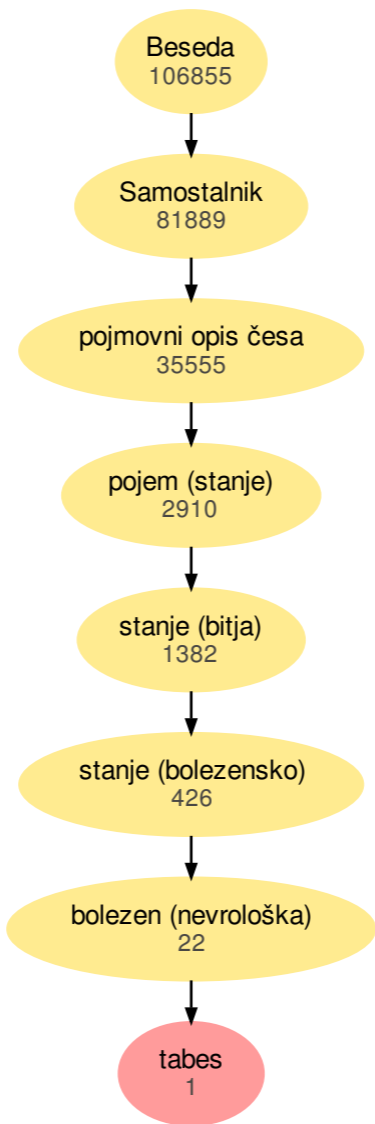 Beseda
106855
Samostalnik
81889
pojmovni opis česa
35555
pojem (stanje)
2910
stanje (bitja)
1382
stanje (bolezensko)
426
bolezen (nevrološka)
22
tabes
1